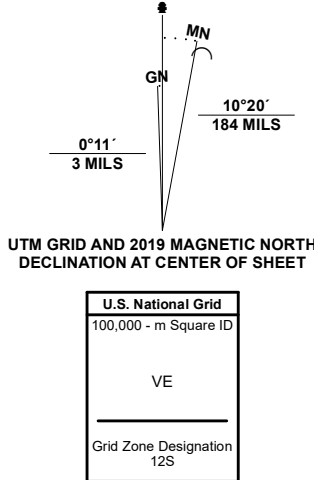 MN
GN
10°20´
184 MILS
0°11´
3 MILS
UTM GRID AND 2019 MAGNETIC NORTH
DECLINATION AT CENTER OF SHEET
U.S. National Grid
100,000 - m Square ID
VE
Grid Zone Designation
12S